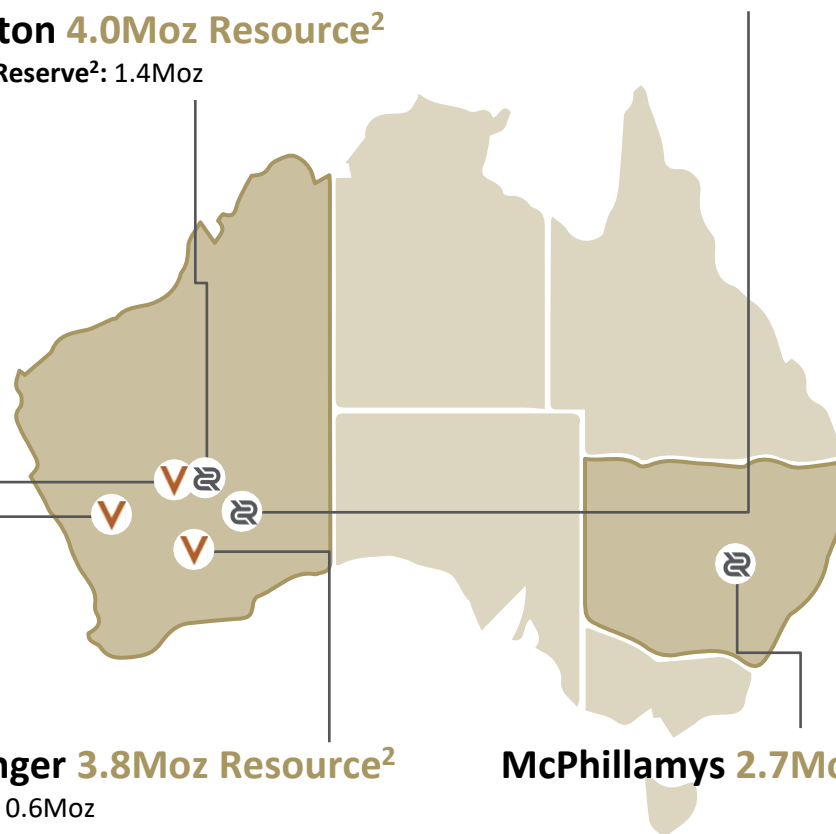 ton 4.0Moz Resource²
Reserve²: 1.4Moz
nger 3.8Moz Resource²
0.6Moz
McPhillamys 2.7Mo